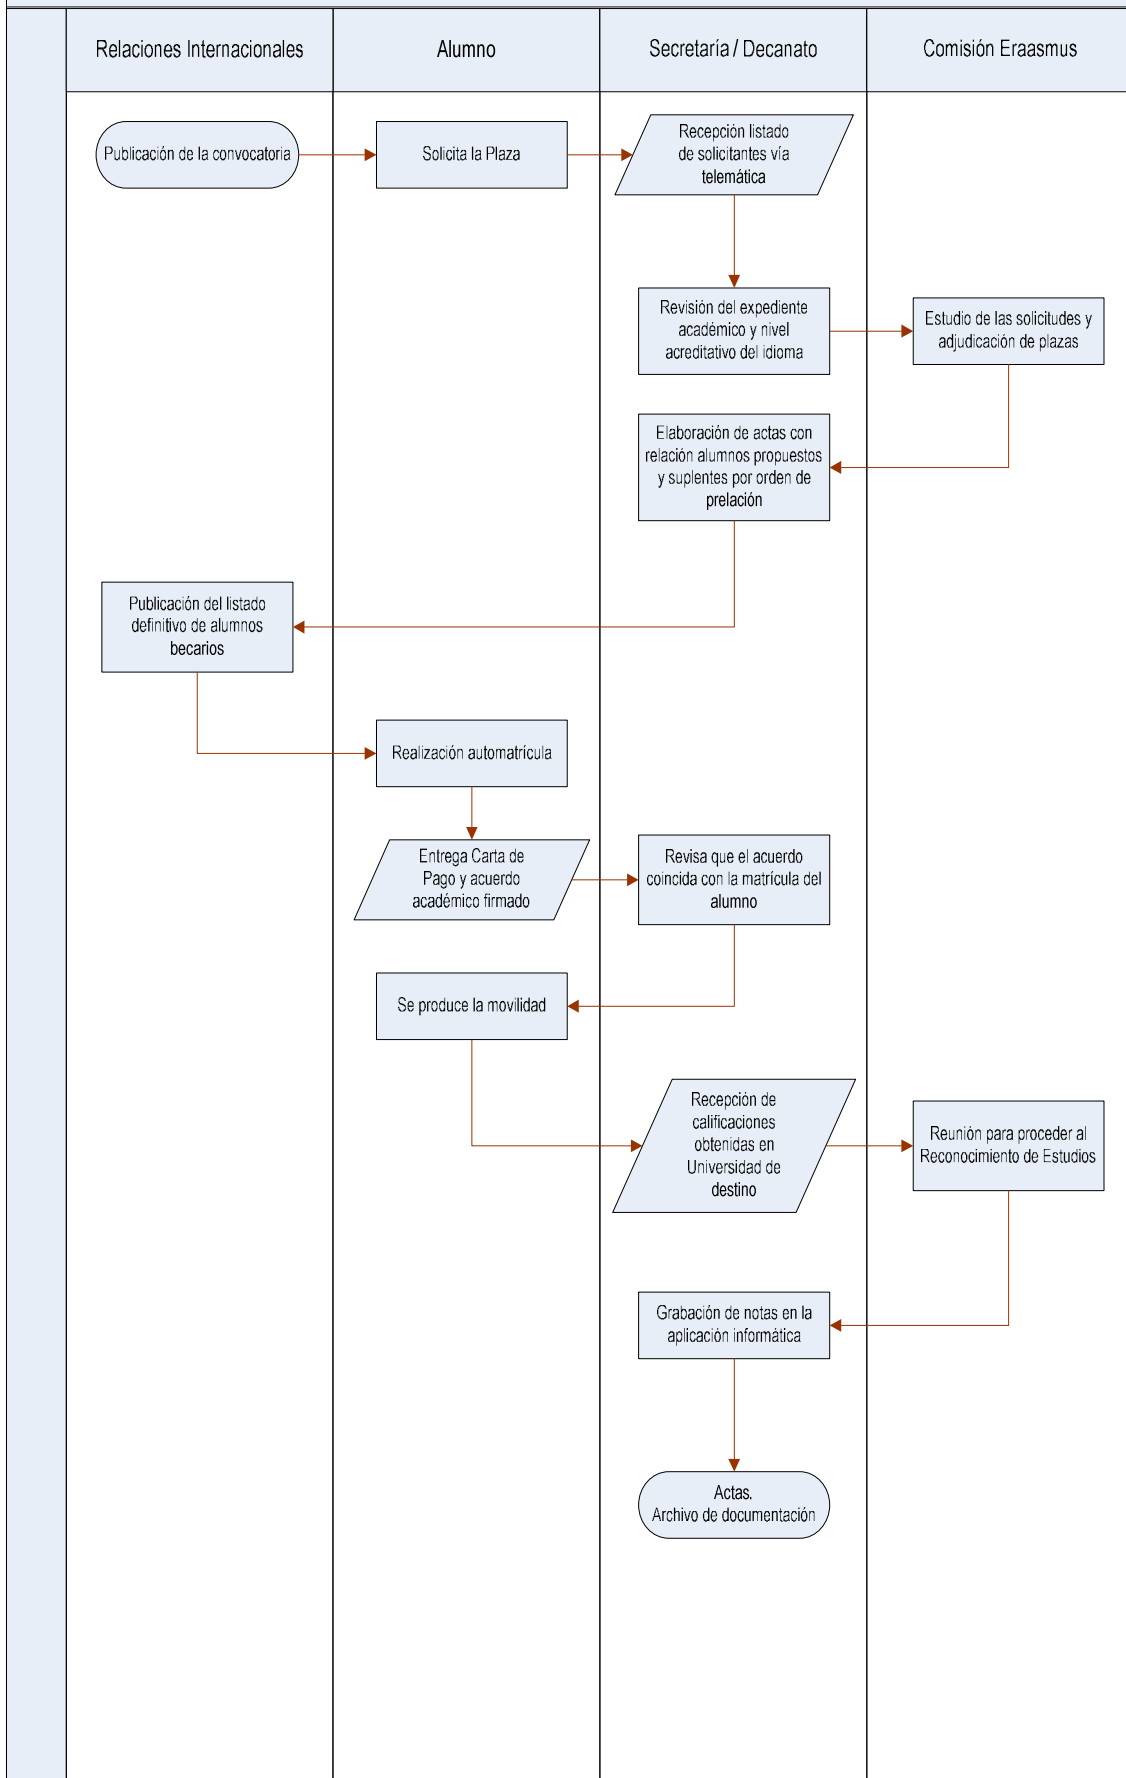 Relaciones Internacionales
Alumno
Secretaría / Decanato
Comisión Eraasmus
Publicación de la convocatoria
Solicita la Plaza
Recepción listado
de solicitantes vía
telemática
Revisión del expediente
académico y nivel
acreditativo del idioma
Estudio de las solicitudes y
adjudicación de plazas
Elaboración de actas con
relación alumnos propuestos
y suplentes por orden de
prelación
Publicación del listado
definitivo de alumnos
becarios
Realización automatrícula
Entrega Carta de
Pago y acuerdo
académico firmado
Revisa que el acuerdo
coincida con la matrícula del
alumno
Se produce la movilidad
Recepción de
calificaciones
obtenidas en
Universidad de
destino
Reunión para proceder al
Reconocimiento de Estudios
Grabación de notas en la
aplicación informática
Actas.
Archivo de documentación